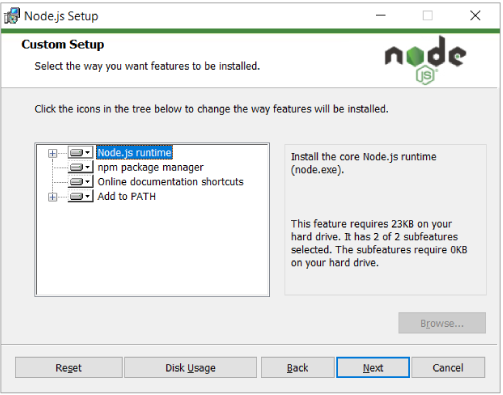 Node.js Setup
Custom Setup
Select the way you want features to be installed.
node
JS
Click the icons in the tree below to change the way features will be installed.
Node.js runtime
npm package manager
Online documentation shortcuts
Add to PATH
Install the core Node.js runtime
(node.exe).
This feature requires 23KB on your
hard drive. It has 2 of 2 subfeatures
selected. The subfeatures require 0KB
on your hard drive.
Browse...
Reset
Disk Usage
Back
Next
Cancel